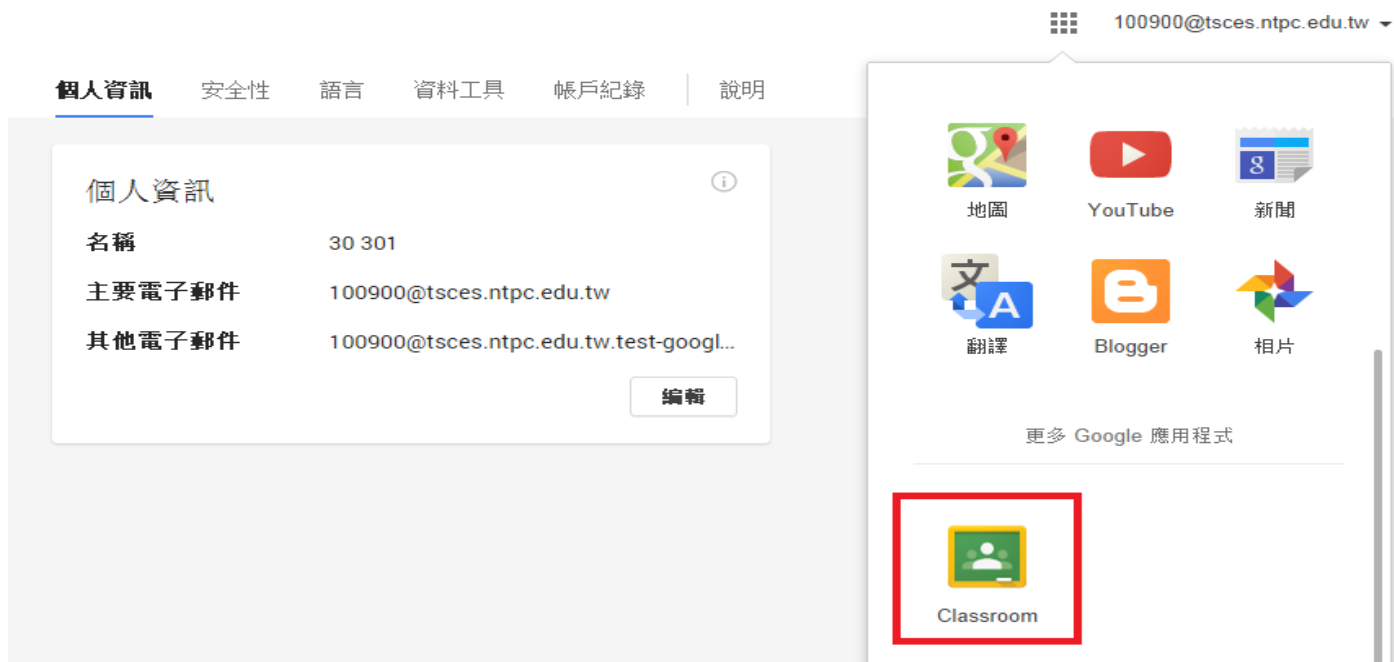 100900@tsces.ntpc.edu.tw
個人資訊 安全性 語言 資料工具 帳戶紀錄 說明
個人資訊
名稱 30 301
主要電子郵件 100900@tsces.ntpc.edu.tw
其他電子郵件 100900@tsces.ntpc.edu.tw.test-googl...
編輯
地圖 YouTube 新聞
翻譯 Blogger 相片
更多 Google 應用程式
Classroom